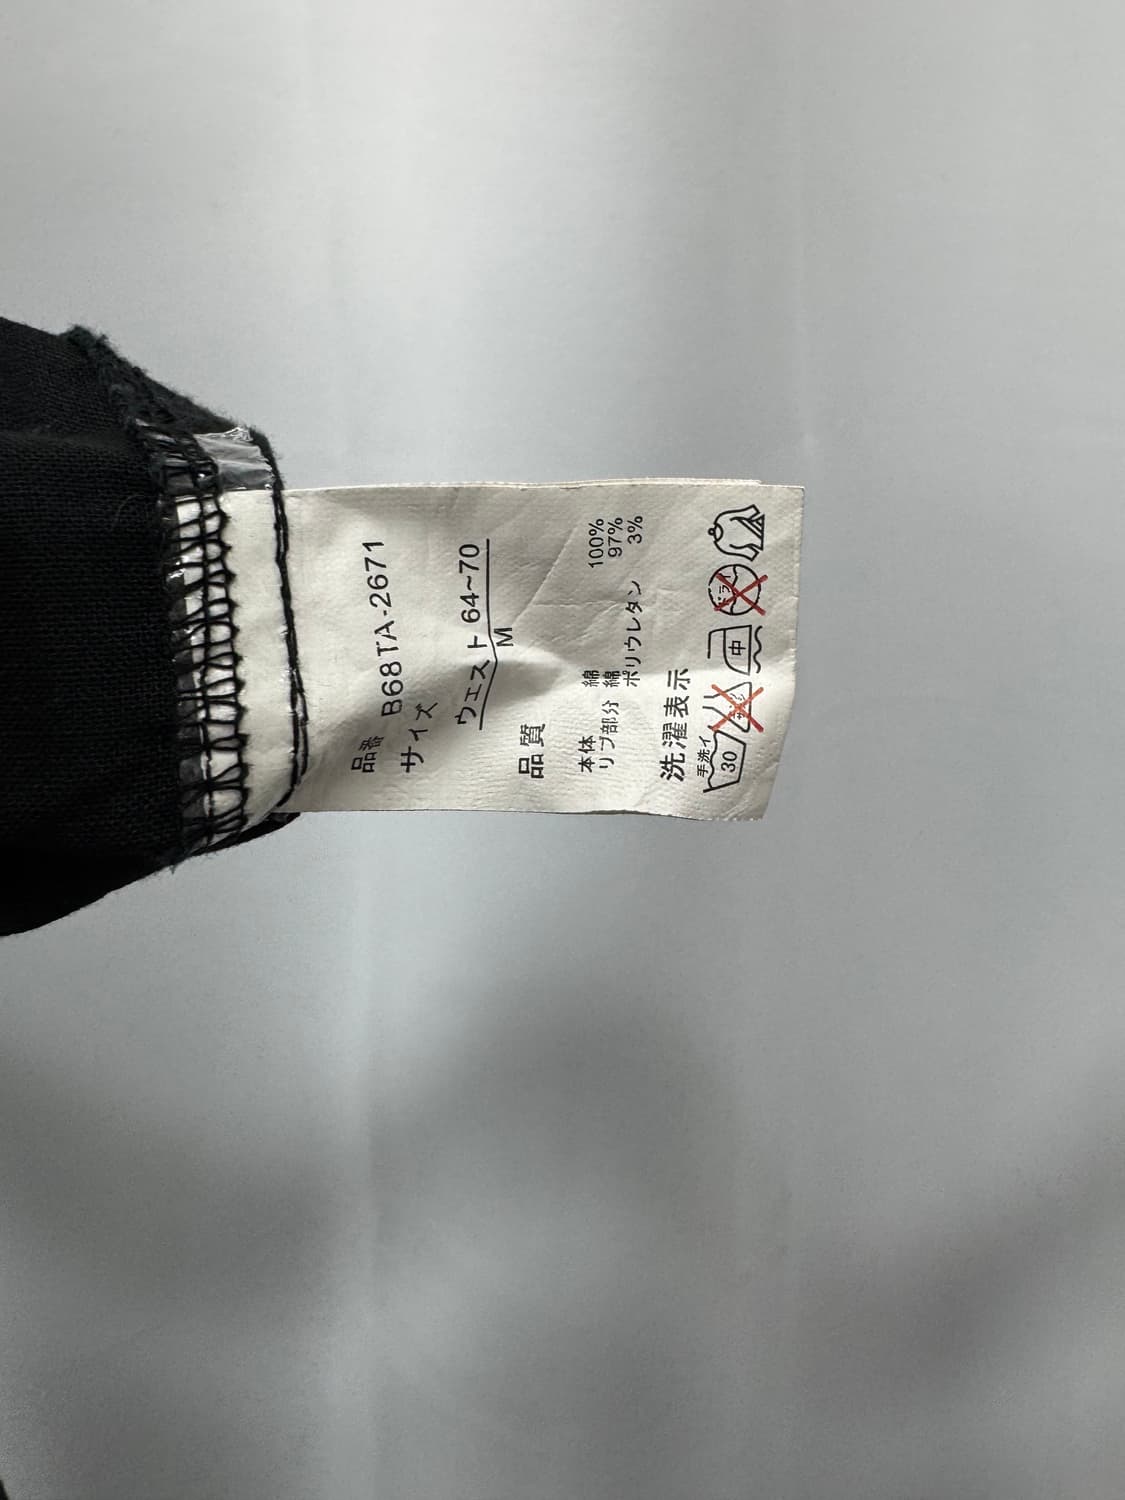 品番 B68TA-2671
サイズ
ウェスト 64~70
M
品質
本体 綿 100%
リブ部分 綿 97%
ポリウレタン 3%
洗濯表示
手洗イ
30
中